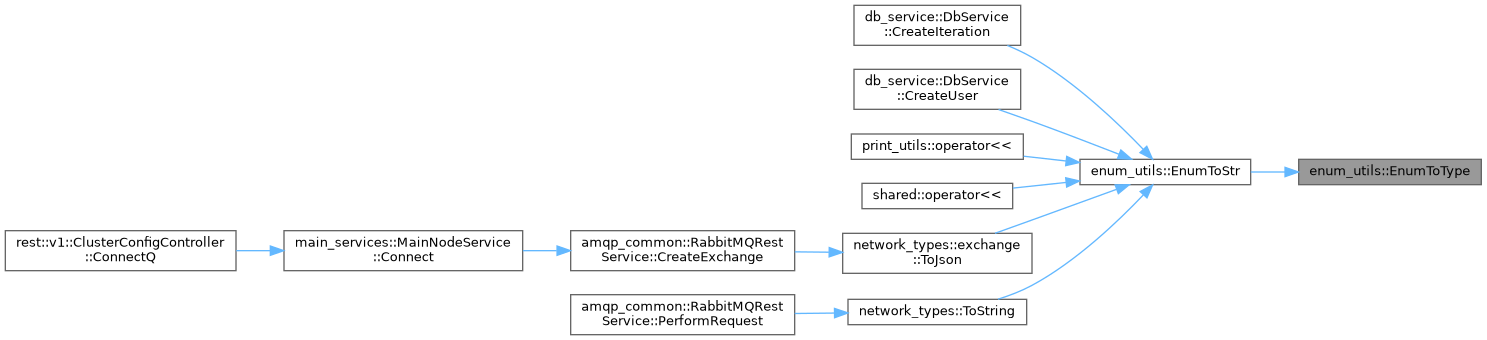 db_service::DbService
::CreateIteration
db_service::DbService
::CreateUser
print_utils::operator<<
enum_utils::EnumToStr
enum_utils::EnumToType
shared::operator<<
rest::v1::ClusterConfigController
::ConnectQ
main_services::MainNodeService
::Connect
amqp_common::RabbitMQRest
Service::CreateExchange
network_types::exchange
::ToJson
amqp_common::RabbitMQRest
Service::PerformRequest
network_types::ToString